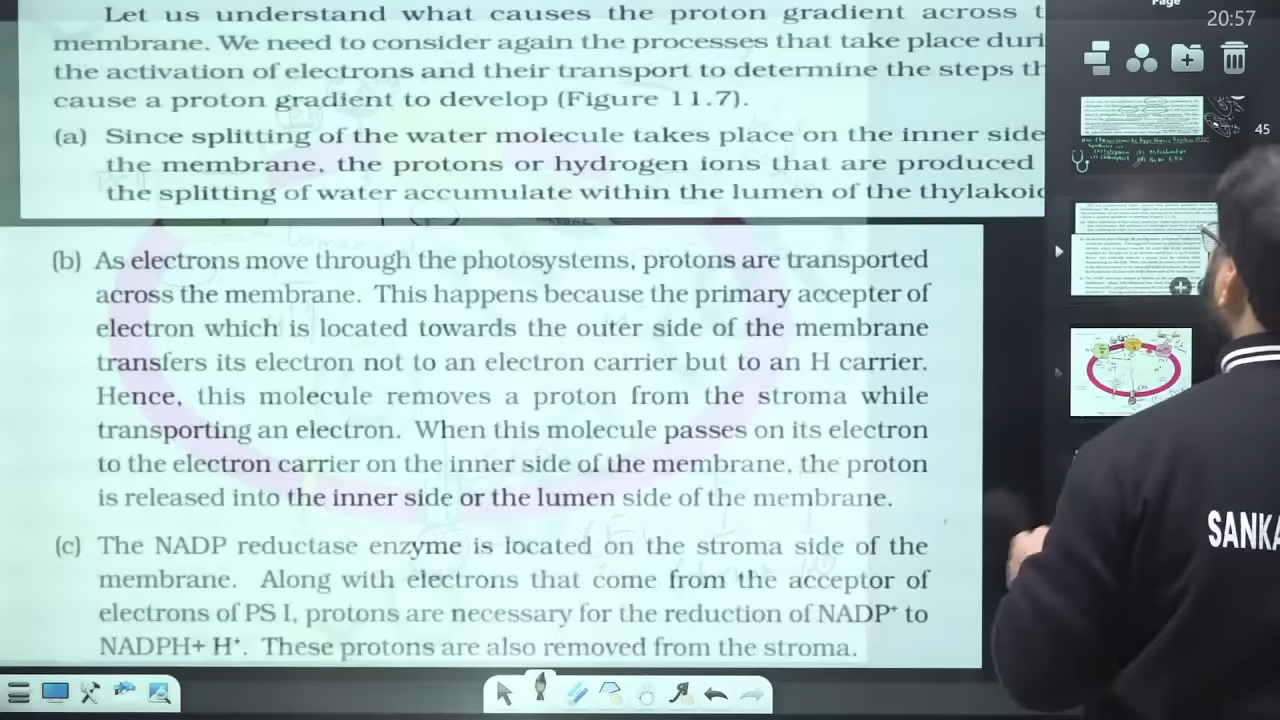 Page
20:57
45
Let us understand what causes the proton gradient across t
membrane. We need to consider again the processes that take place duri
the activation of electrons and their transport to determine the steps th
cause a proton gradient to develop (Figure 11.7).
(a) Since splitting of the water molecule takes place on the inner side
the membrane, the protons or hydrogen ions that are produced
the splitting of water accumulate within the lumen of the thylakoid
(b) As electrons move through the photosystems, protons are transported
across the membrane. This happens because the primary accepter of
electron which is located towards the outer side of the membrane
transfers its electron not to an electron carrier but to an H carrier.
Hence, this molecule removes a proton from the stroma while
transporting an electron. When this molecule passes on its electron
to the electron carrier on the inner side of the membrane, the proton
is released into the inner side or the lumen side of the membrane.
(c) The NADP reductase enzyme is located on the stroma side of the
membrane. Along with electrons that come from the acceptor of
electrons of PS I, protons are necessary for the reduction of NADP⁺ to
NADPH+ H⁺. These protons are also removed from the stroma.
SANKA